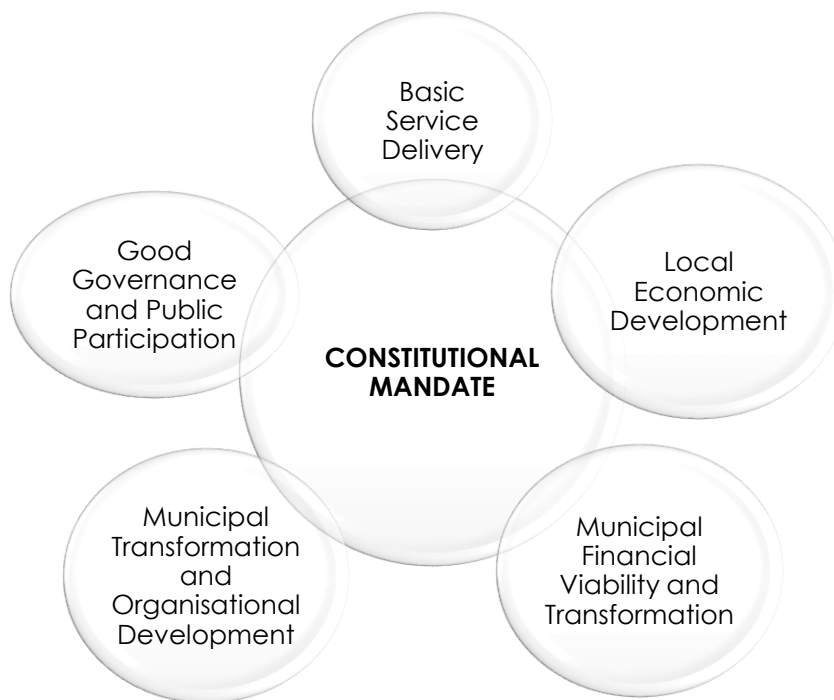 Basic
Service
Delivery
Good
Governance
and Public
Participation
Local
Economic
Development
CONSTITUTIONAL
MANDATE
Municipal
Transformation
and
Organisational
Development
Municipal
Financial
Viability and
Transformation